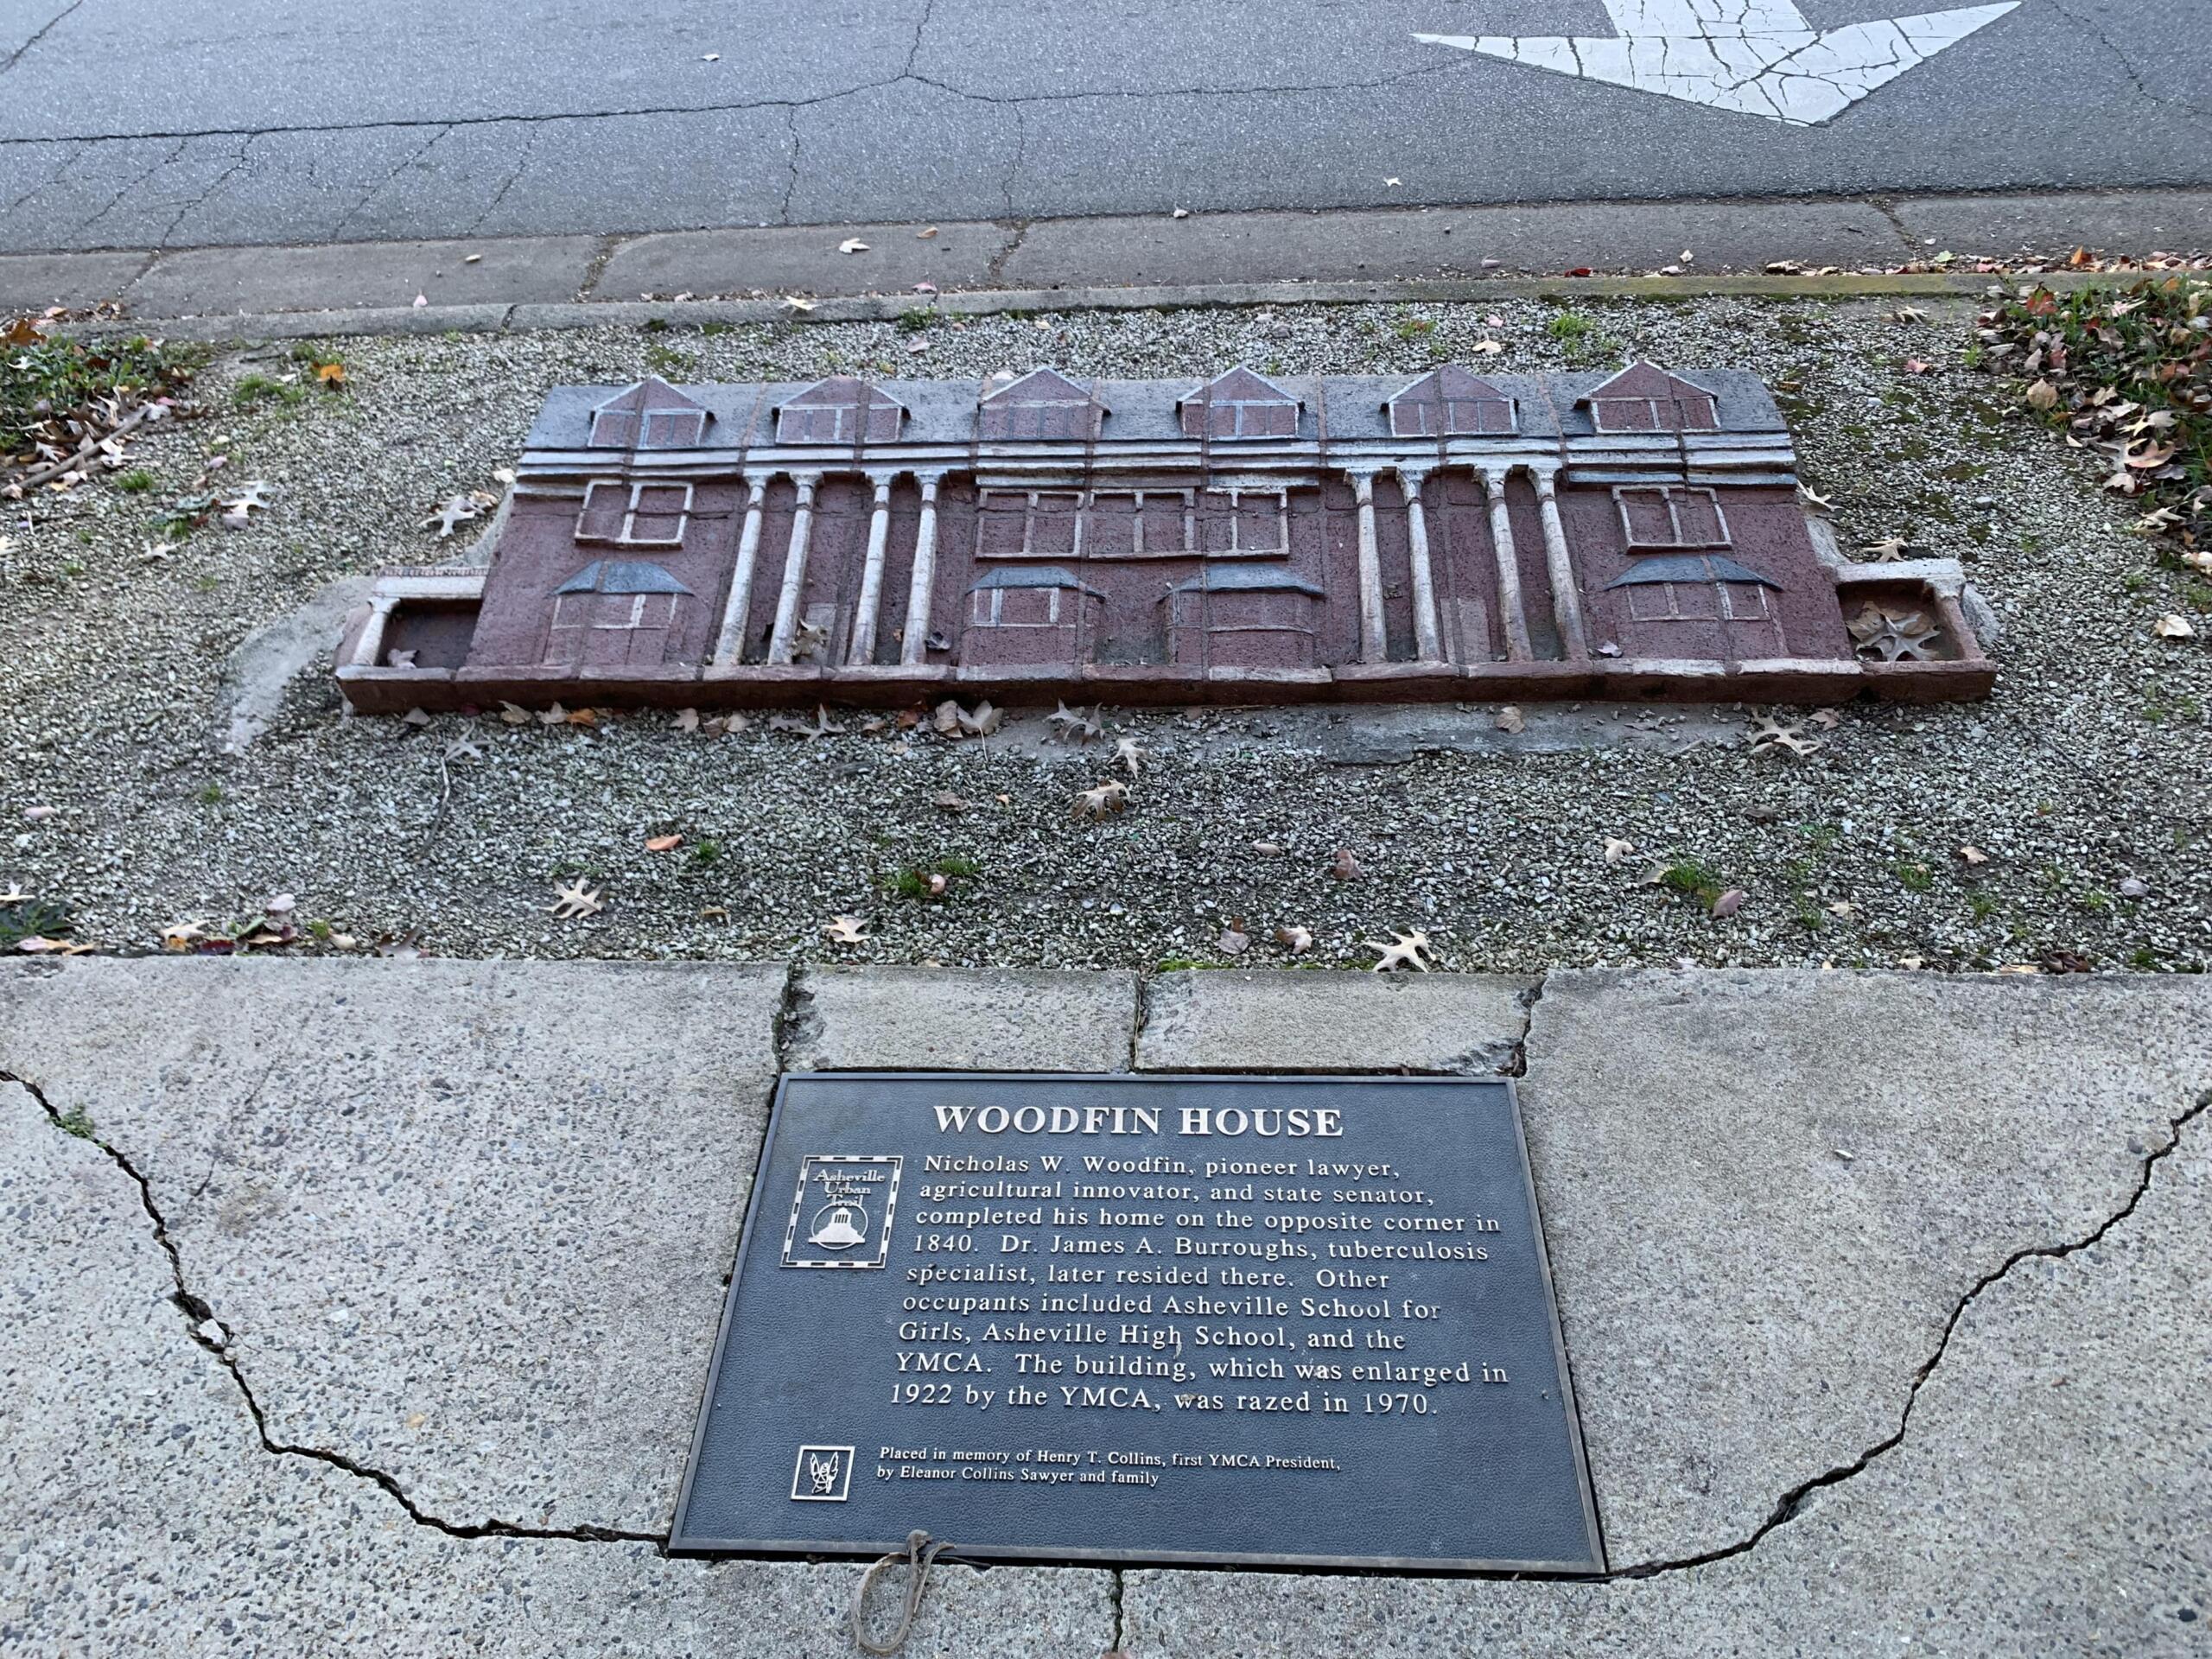 WOODFIN HOUSE
Asheville
Urban
Trail
Nicholas W. Woodfin, pioneer lawyer,
agricultural innovator, and state senator,
completed his home on the opposite corner in
1840. Dr. James A. Burroughs, tuberculosis
specialist, later resided there. Other
occupants included Asheville School for
Girls, Asheville High School, and the
YMCA. The building, which was enlarged in
1922 by the YMCA, was razed in 1970.
Placed in memory of Henry T. Collins, first YMCA President,
by Eleanor Collins Sawyer and family